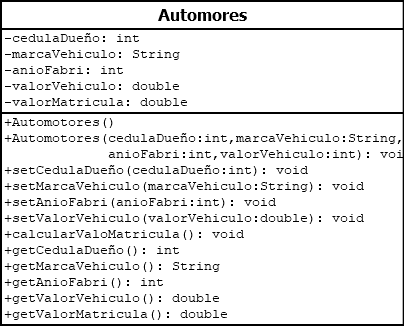 Automores
-cedulaDueño: int
-marcaVehiculo: String
-anioFabri: int
-valorVehiculo: double
-valorMatricula: double
+Automotores()
+Automotores(cedulaDueño:int,marcaVehiculo:String,
anioFabri:int,valorVehiculo:int): voi
+setCedulaDueño(cedulaDueño:int): void
+setMarcaVehiculo(marcaVehiculo:String): void
+setAnioFabri(anioFabri:int): void
+setValorVehiculo(valorVehiculo:double): void
+calcularValoMatricula(): void
+getCedulaDueño(): int
+getMarcaVehiculo(): String
+getAnioFabri(): int
+getValorVehiculo(): double
+getValorMatricula(): double